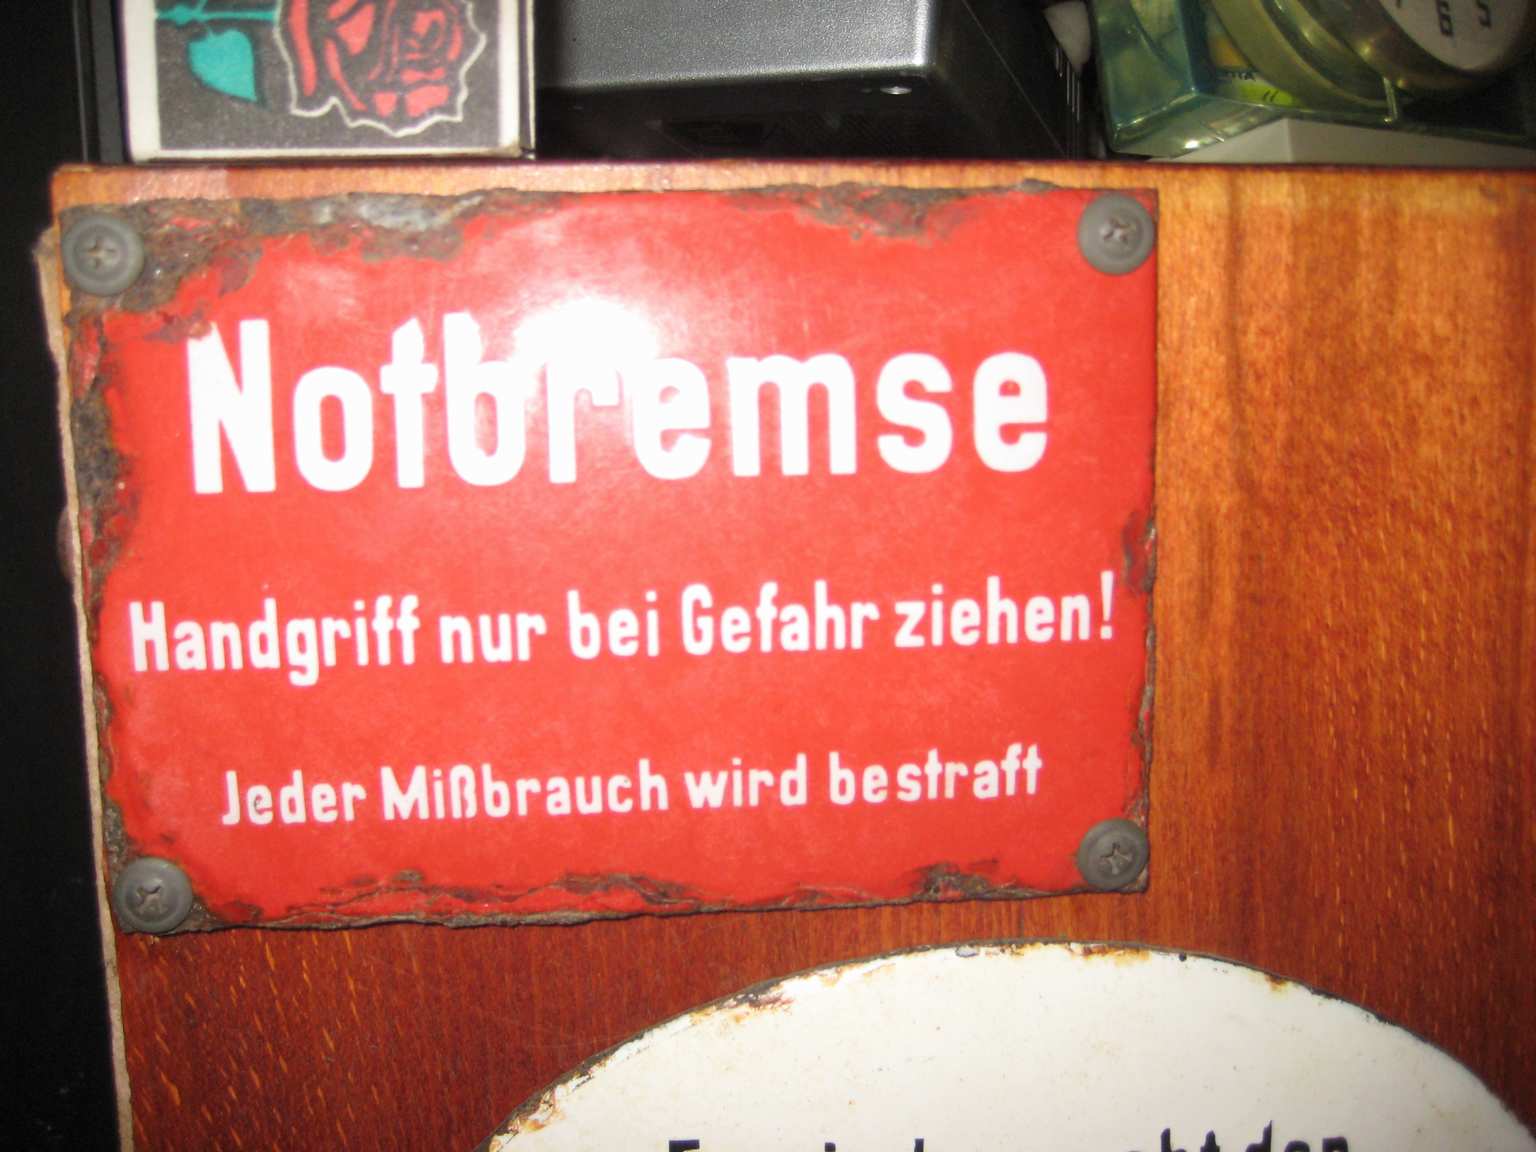 Notbremse
Handgriff nur bei Gefahr ziehen!
Jeder Mißbrauch wird bestraft